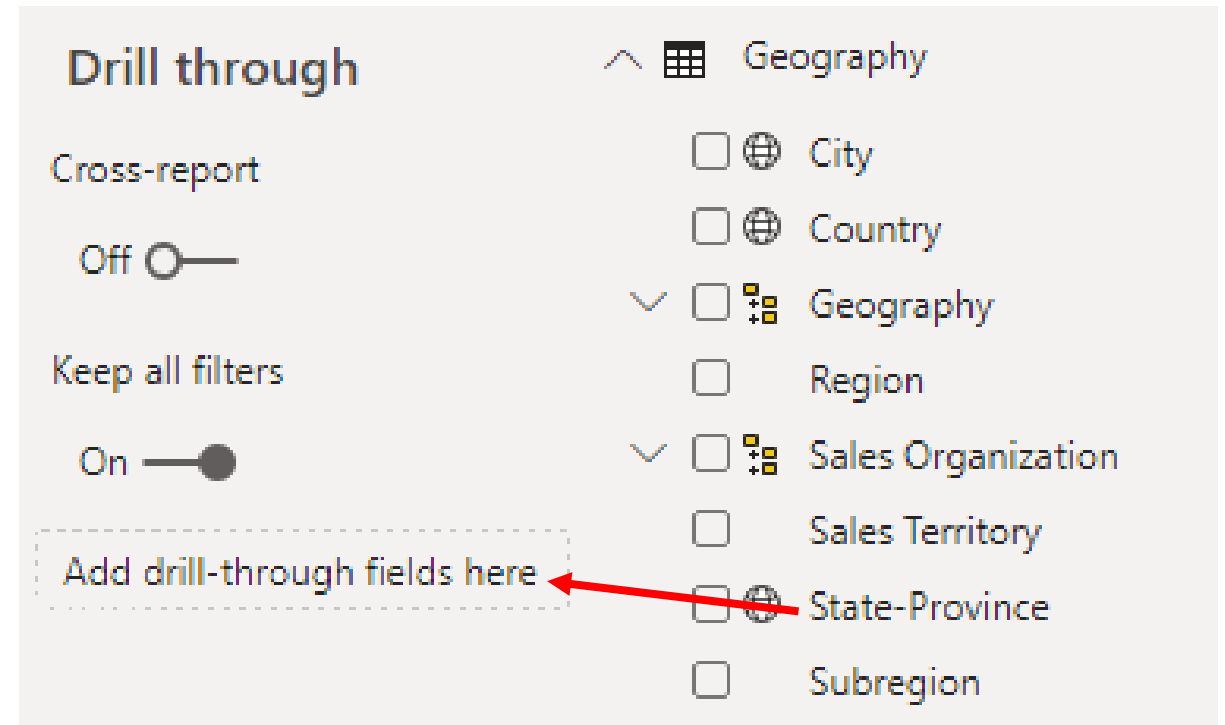 Drill through
Cross-report
Off
Keep all filters
On
Add drill-through fields here
Geography
City
Country
Geography
Region
Sales Organization
Sales Territory
State-Province
Subregion